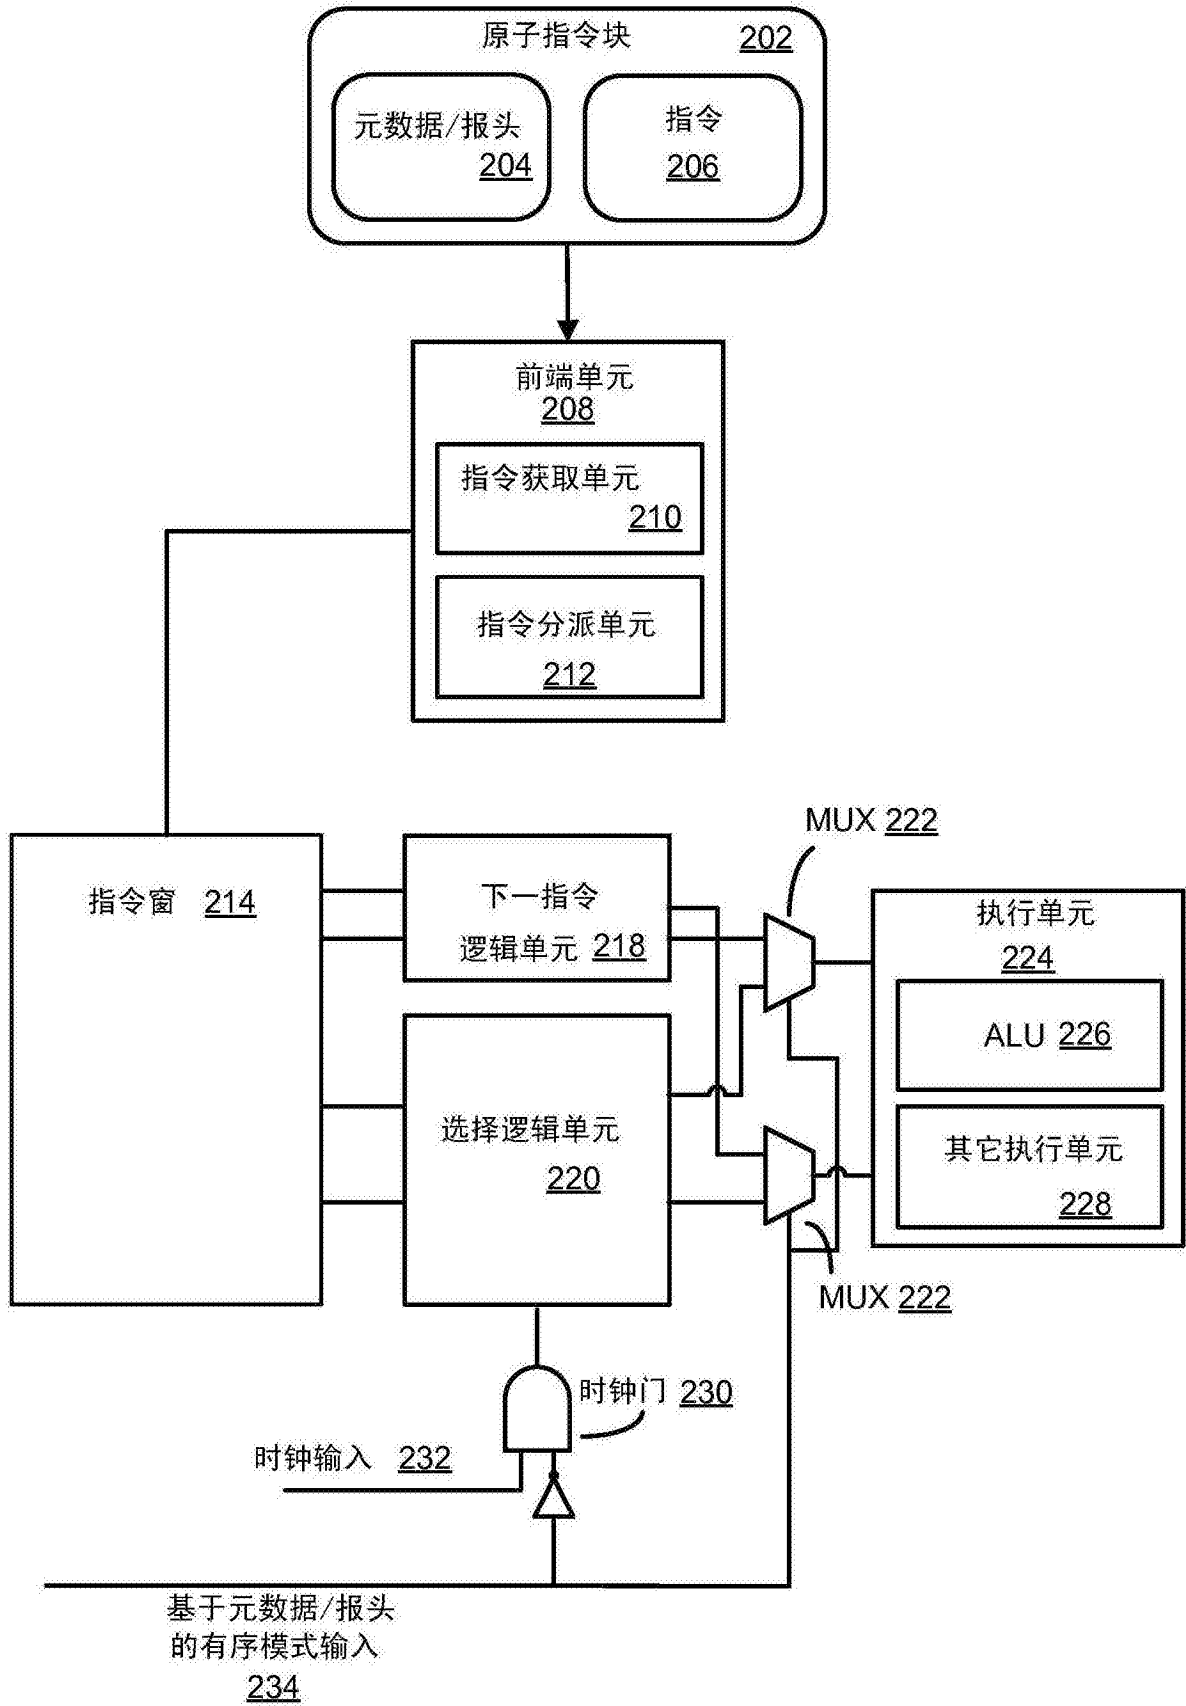 原子指令块 202
元数据/报头
204
指令
206
前端单元
208
指令获取单元
210
指令分派单元
212
MUX 222
指令窗 214
下一指令
逻辑单元 218
执行单元
224
ALU 226
选择逻辑单元
220
其它执行单元
228
MUX 222
时钟门 230
时钟输入 232
基于元数据/报头
的有序模式输入
234